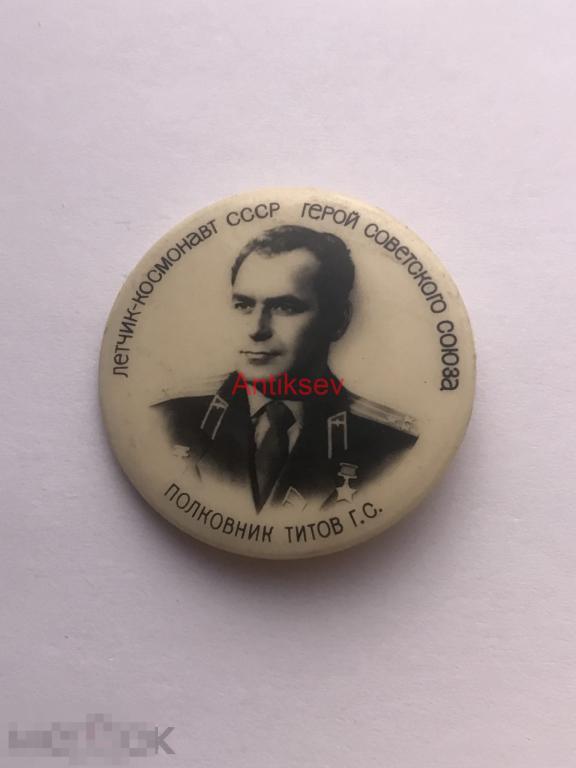 летчик-космонавт СССР герой советского союза
Antiksev
полковник титов г.с.